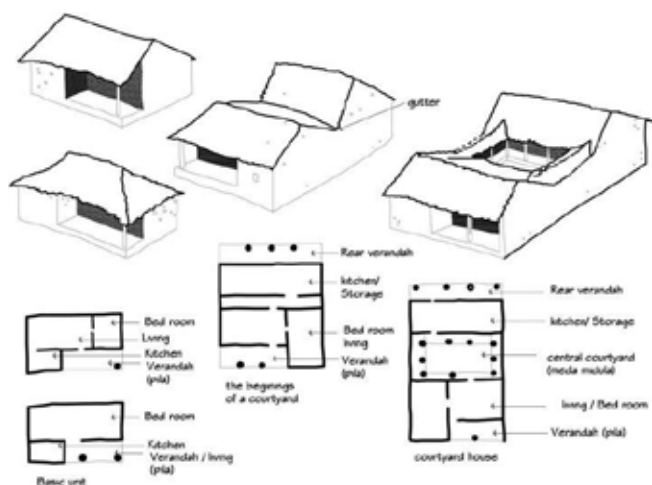 gutter
Rear verandah
kitchen/
Storage
Bed room
living
Verandah
(pila)
the beginings
of a courtyard
Bed room
Living
Kitchen
Verandah
(pila)
Bed room
Kitchen
Verandah / living
(pila)
Basic unit
Rear verandah
kitchen/ Storage
central courtyard
(meda midula)
living / Bed room
Verandah (pila)
courtyard house